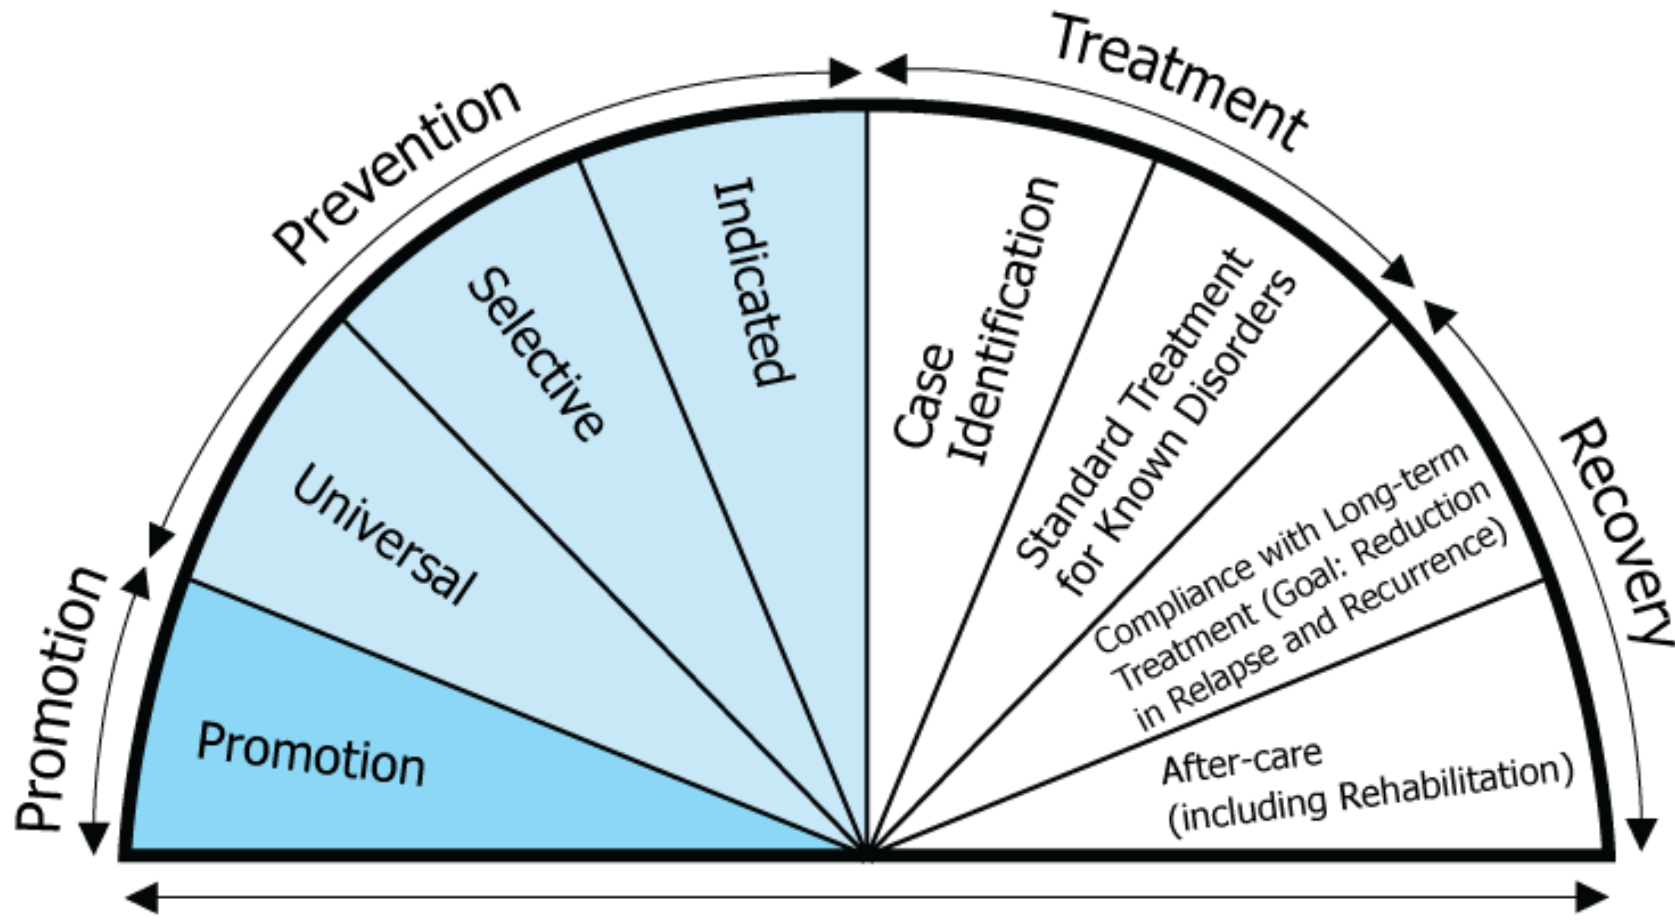 Promotion
Prevention
Treatment
Recovery
Promotion
Universal
Selective
Indicated
Case
Identification
Standard Treatment
for Known Disorders
Compliance with Long-term
Treatment (Goal: Reduction
in Relapse and Recurrence)
After-care
(including Rehabilitation)